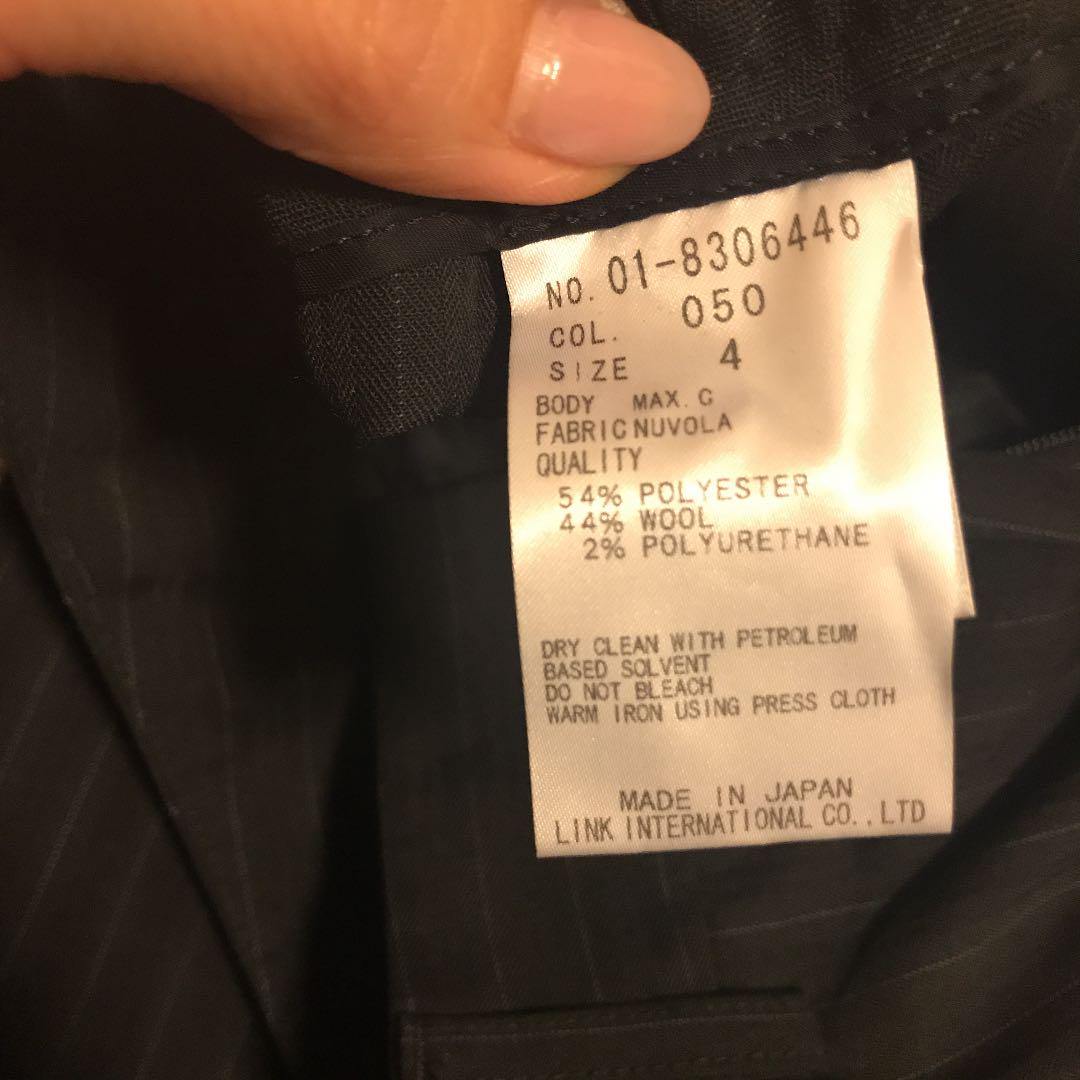 NO. 01-8306446
COL. 050
SIZE 4
BODY MAX. C
FABRIC NUVOLA
QUALITY
54% POLYESTER
44% WOOL
2% POLYURETHANE
DRY CLEAN WITH PETROLEUM
BASED SOLVENT
DO NOT BLEACH
WARM IRON USING PRESS CLOTH
MADE IN JAPAN
LINK INTERNATIONAL CO.,LTD